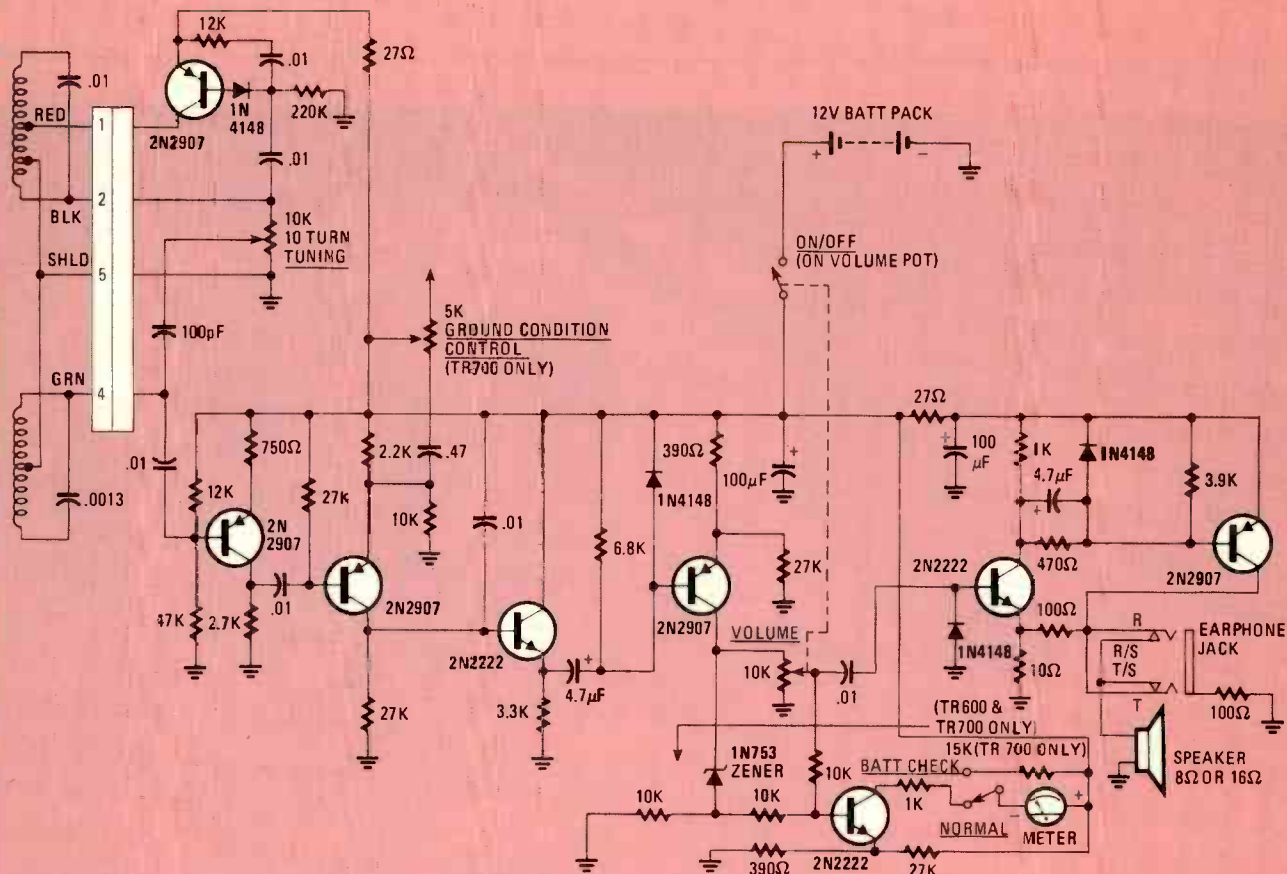 12K
27Ω
.01
.01
2N2907
1N
4148
220K
RED
1
.01
12V BATT PACK
+
-
2
BLK
10K
10 TURN
TUNING
SHLD
5
ON/OFF
(ON VOLUME POT)
100pF
5K
GROUND CONDITION
CONTROL
(TR700 ONLY)
GRN
4
.01
750Ω
2.2K
.47
390Ω
+
100µF
27Ω
+
100
µF
1K
4.7µF
+
1N4148
3.9K
.0013
12K
27K
10K
.01
1N4148
2N
2907
6.8K
27K
2N2222
470Ω
2N2907
47K
2.7K
.01
2N2907
2N2222
2N2907
VOLUME
10K
.01
1N4148
100Ω
10Ω
R
R/S
T/S
T
EARPHONE
JACK
100Ω
27K
3.3K
+
4.7µF
(TR600 &
TR700 ONLY)
15K(TR 700 ONLY)
SPEAKER
8Ω OR 16Ω
1N753
ZENER
10K
BATT CHECK
10K
10K
1K
-
+
NORMAL
METER
390Ω
2N2222
27K